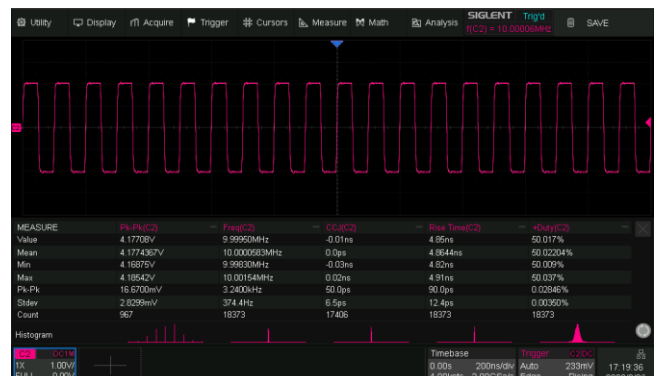 Utility Display Acquire Trigger Cursors Measure Math Analysis SIGLENT Trig'd SAVE
f(C2) = 10.00006MHz
C2
MEASURE Pk-Pk(C2) Freq(C2) CCJ(C2) Rise Time(C2) +Duty(C2)
Value 4.17708V 9.99950MHz -0.01ns 4.85ns 50.017%
Mean 4.1774367V 10.0000583MHz 0.0ps 4.8644ns 50.02204%
Min 4.16875V 9.99830MHz -0.03ns 4.82ns 50.009%
Max 4.18542V 10.00154MHz 0.02ns 4.91ns 50.037%
Pk-Pk 16.6700mV 3.2400kHz 50.0ps 90.0ps 0.02846%
Stdev 2.8299mV 374.4Hz 6.5ps 12.4ps 0.00350%
Count 967 18373 17406 18373 18373
Histogram
C2 DC1M Timebase Trigger C2DC
1X 1.00V/ 0.00s 200ns/div Auto 233mV 17:19:36
FULL 0.00V Rising